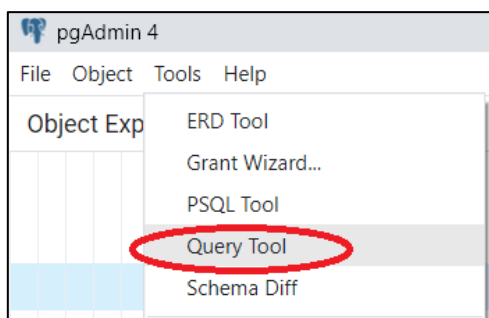 pgAdmin 4
File Object Tools Help
Object Exp
ERD Tool
Grant Wizard...
PSQL Tool
Query Tool
Schema Diff